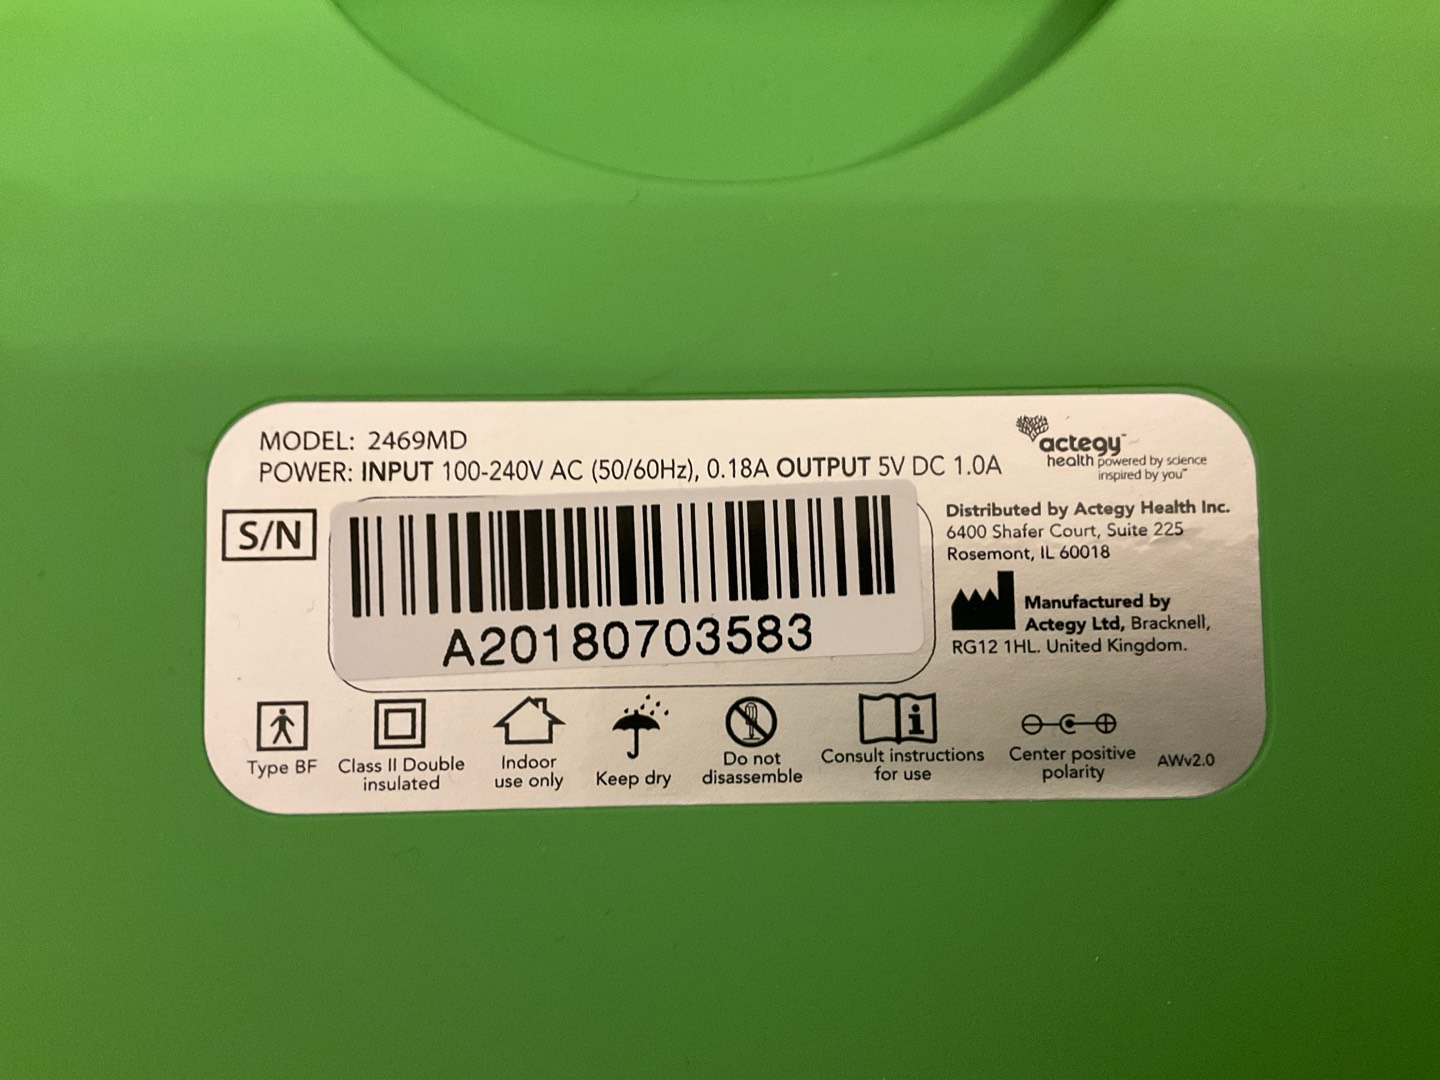 MODEL: 2469MD
POWER: INPUT 100-240V AC (50/60Hz), 0.18A OUTPUT 5V DC 1.0A
actegy™
health powered by science
inspired by you™
S/N
A20180703583
Distributed by Actegy Health Inc.
6400 Shafer Court, Suite 225
Rosemont, IL 60018
Manufactured by
Actegy Ltd, Bracknell,
RG12 1HL. United Kingdom.
Type BF
Class II Double
insulated
Indoor
use only
Keep dry
Do not
disassemble
i
Consult instructions
for use
Center positive
polarity
AWv2.0